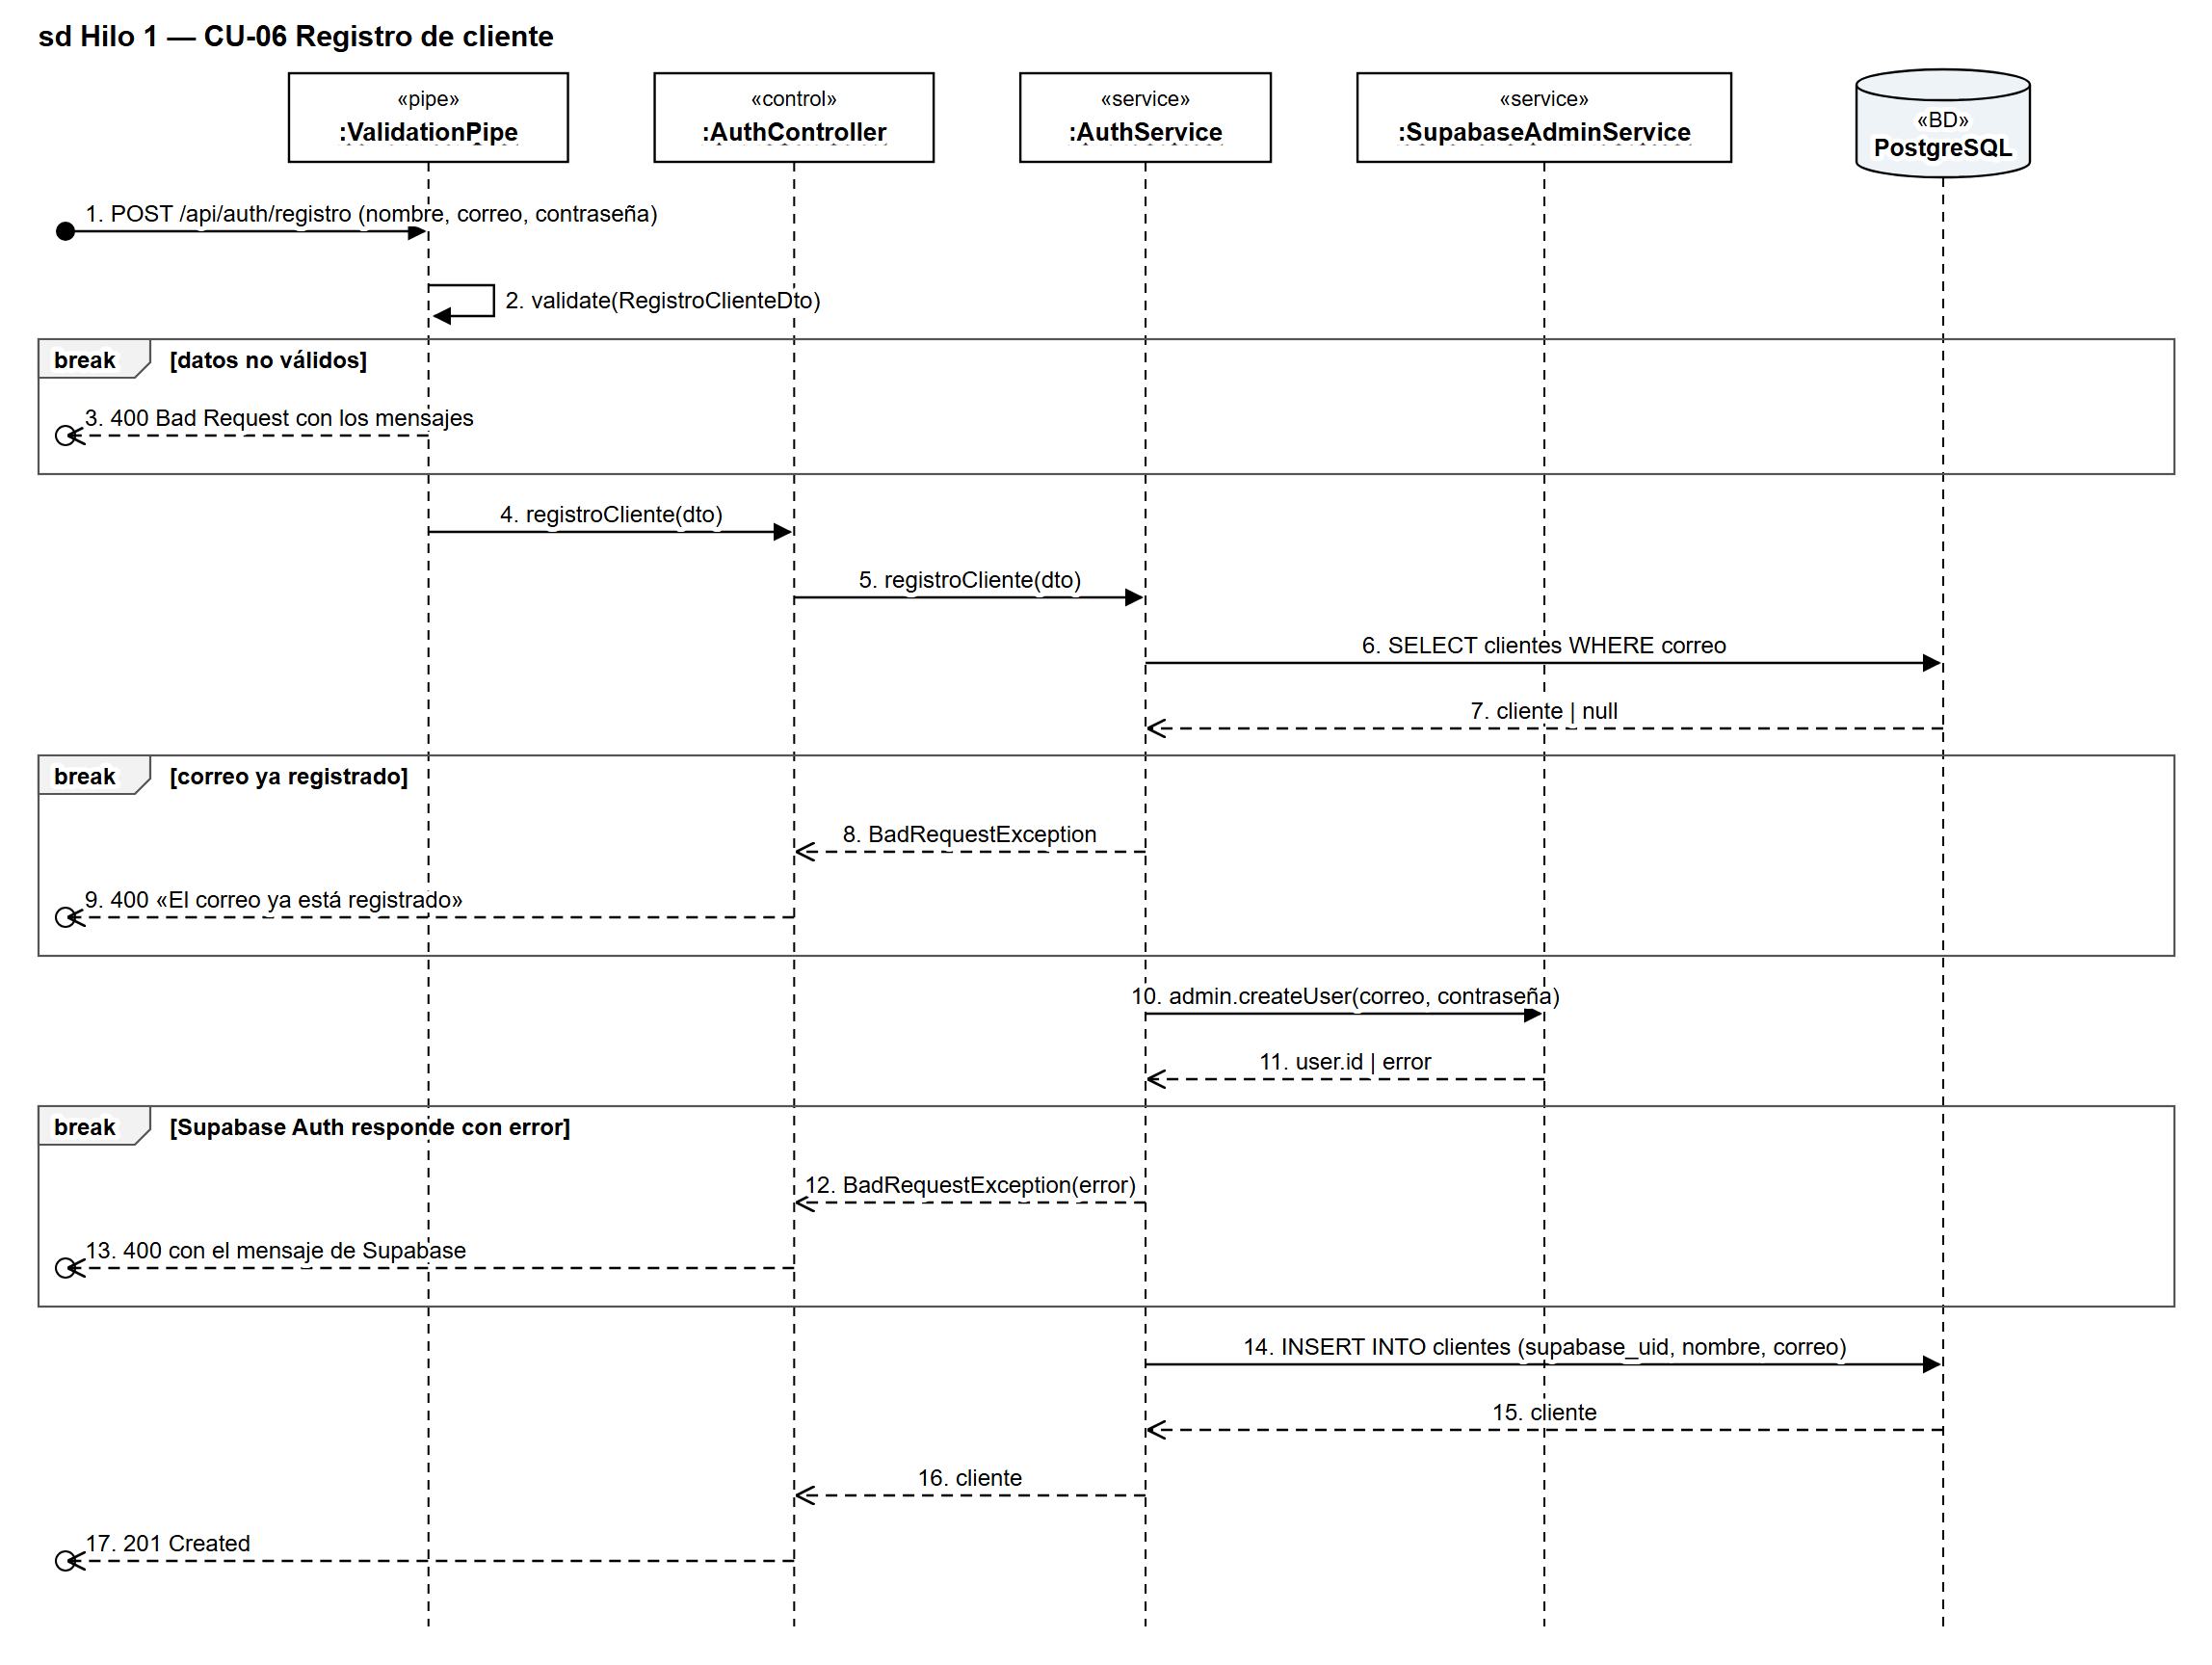 sd Hilo 1 — CU-06 Registro de cliente
«pipe»
:ValidationPipe
«control»
:AuthController
«service»
:AuthService
«service»
:SupabaseAdminService
«BD»
PostgreSQL
1. POST /api/auth/registro (nombre, correo, contraseña)
2. validate(RegistroClienteDto)
break [datos no válidos]
3. 400 Bad Request con los mensajes
4. registroCliente(dto)
5. registroCliente(dto)
6. SELECT clientes WHERE correo
7. cliente | null
break [correo ya registrado]
8. BadRequestException
9. 400 «El correo ya está registrado»
10. admin.createUser(correo, contraseña)
11. user.id | error
break [Supabase Auth responde con error]
12. BadRequestException(error)
13. 400 con el mensaje de Supabase
14. INSERT INTO clientes (supabase_uid, nombre, correo)
15. cliente
16. cliente
17. 201 Created